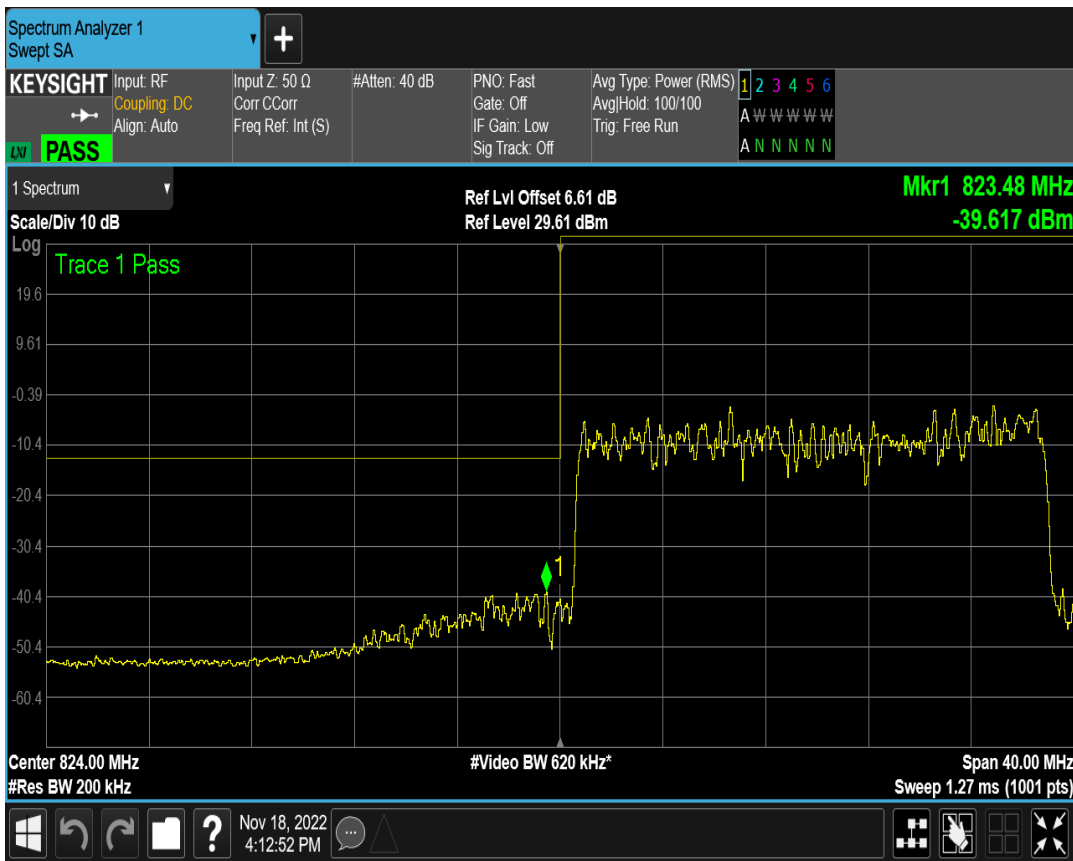 Spectrum Analyzer 1
Swept SA
+
KEYSIGHT
LXI PASS
Input: RF
Coupling: DC
Align: Auto
Input Z: 50 Ω
Corr CCorr
Freq Ref: Int (S)
#Atten: 40 dB
PNO: Fast
Gate: Off
IF Gain: Low
Sig Track: Off
Avg Type: Power (RMS)
Avg|Hold: 100/100
Trig: Free Run
1 2 3 4 5 6
A W W W W W
A N N N N N
1 Spectrum
Scale/Div 10 dB
Ref Lvl Offset 6.61 dB
Ref Level 29.61 dBm
Mkr1 823.48 MHz
-39.617 dBm
Log
Trace 1 Pass
19.6
9.61
-0.39
-10.4
-20.4
-30.4
1
-40.4
-50.4
-60.4
Center 824.00 MHz
#Res BW 200 kHz
#Video BW 620 kHz*
Span 40.00 MHz
Sweep 1.27 ms (1001 pts)
?
Nov 18, 2022
4:12:52 PM